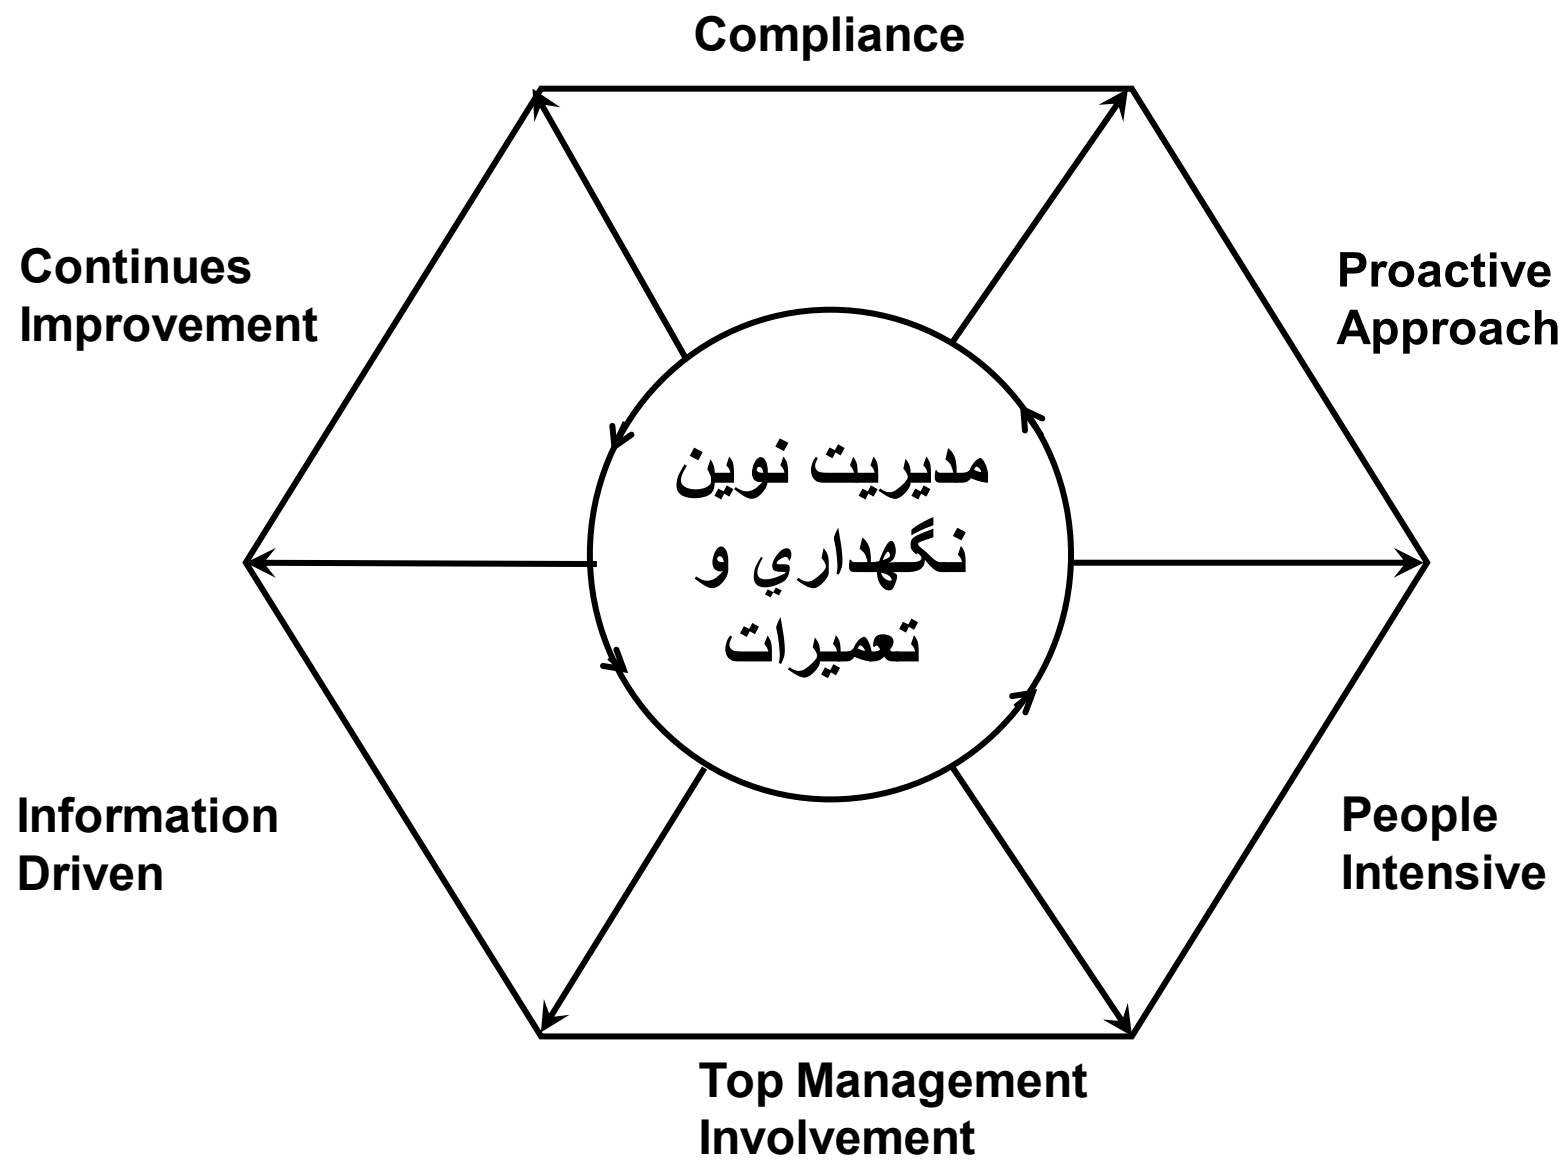 Compliance
Continues
Improvement
Proactive
Approach
مديريت نوين
نگهداري و
تعميرات
Information
Driven
People
Intensive
Top Management
Involvement